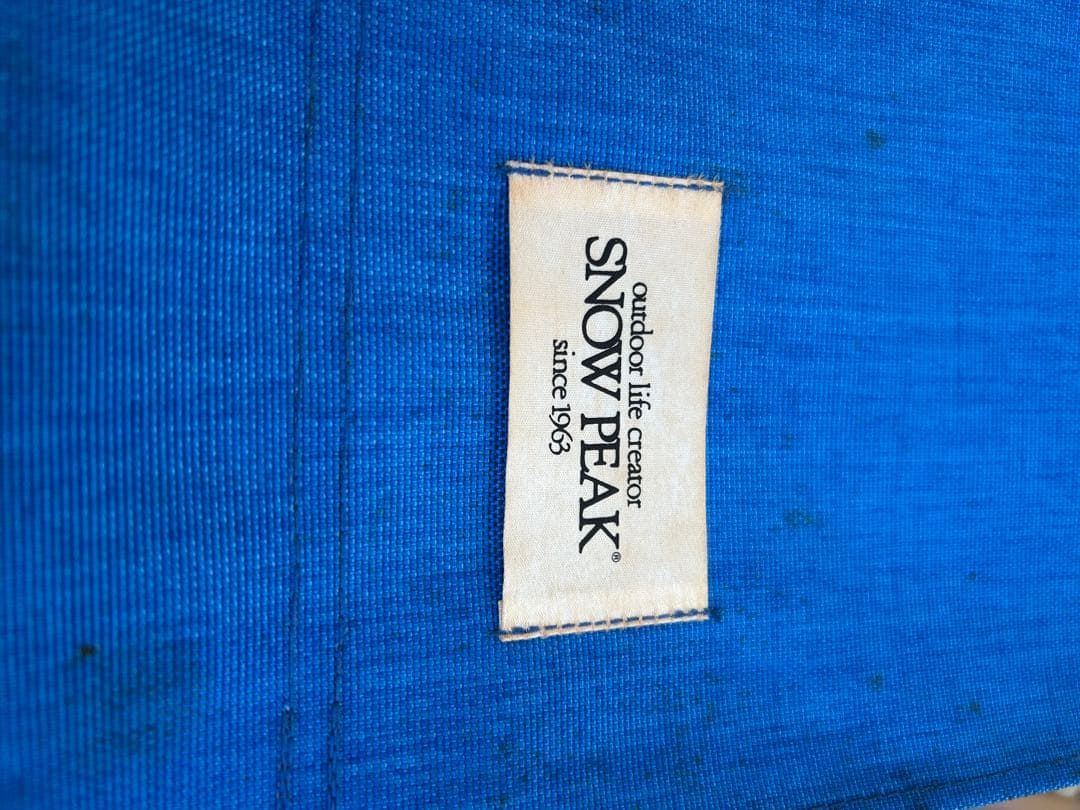 outdoor life creator
SNOW PEAK®
since 1963